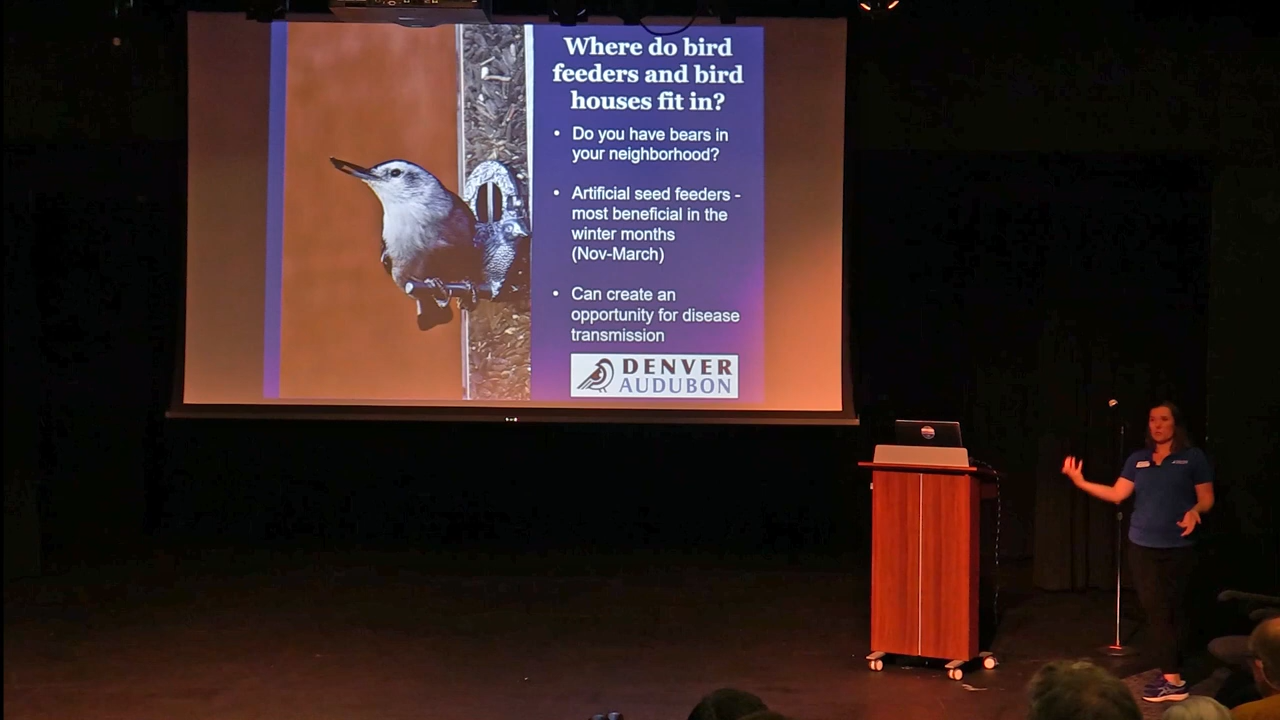 Where do bird
feeders and bird
houses fit in?
• Do you have bears in
your neighborhood?
• Artificial seed feeders -
most beneficial in the
winter months
(Nov-March)
• Can create an
opportunity for disease
transmission
DENVER
AUDUBON